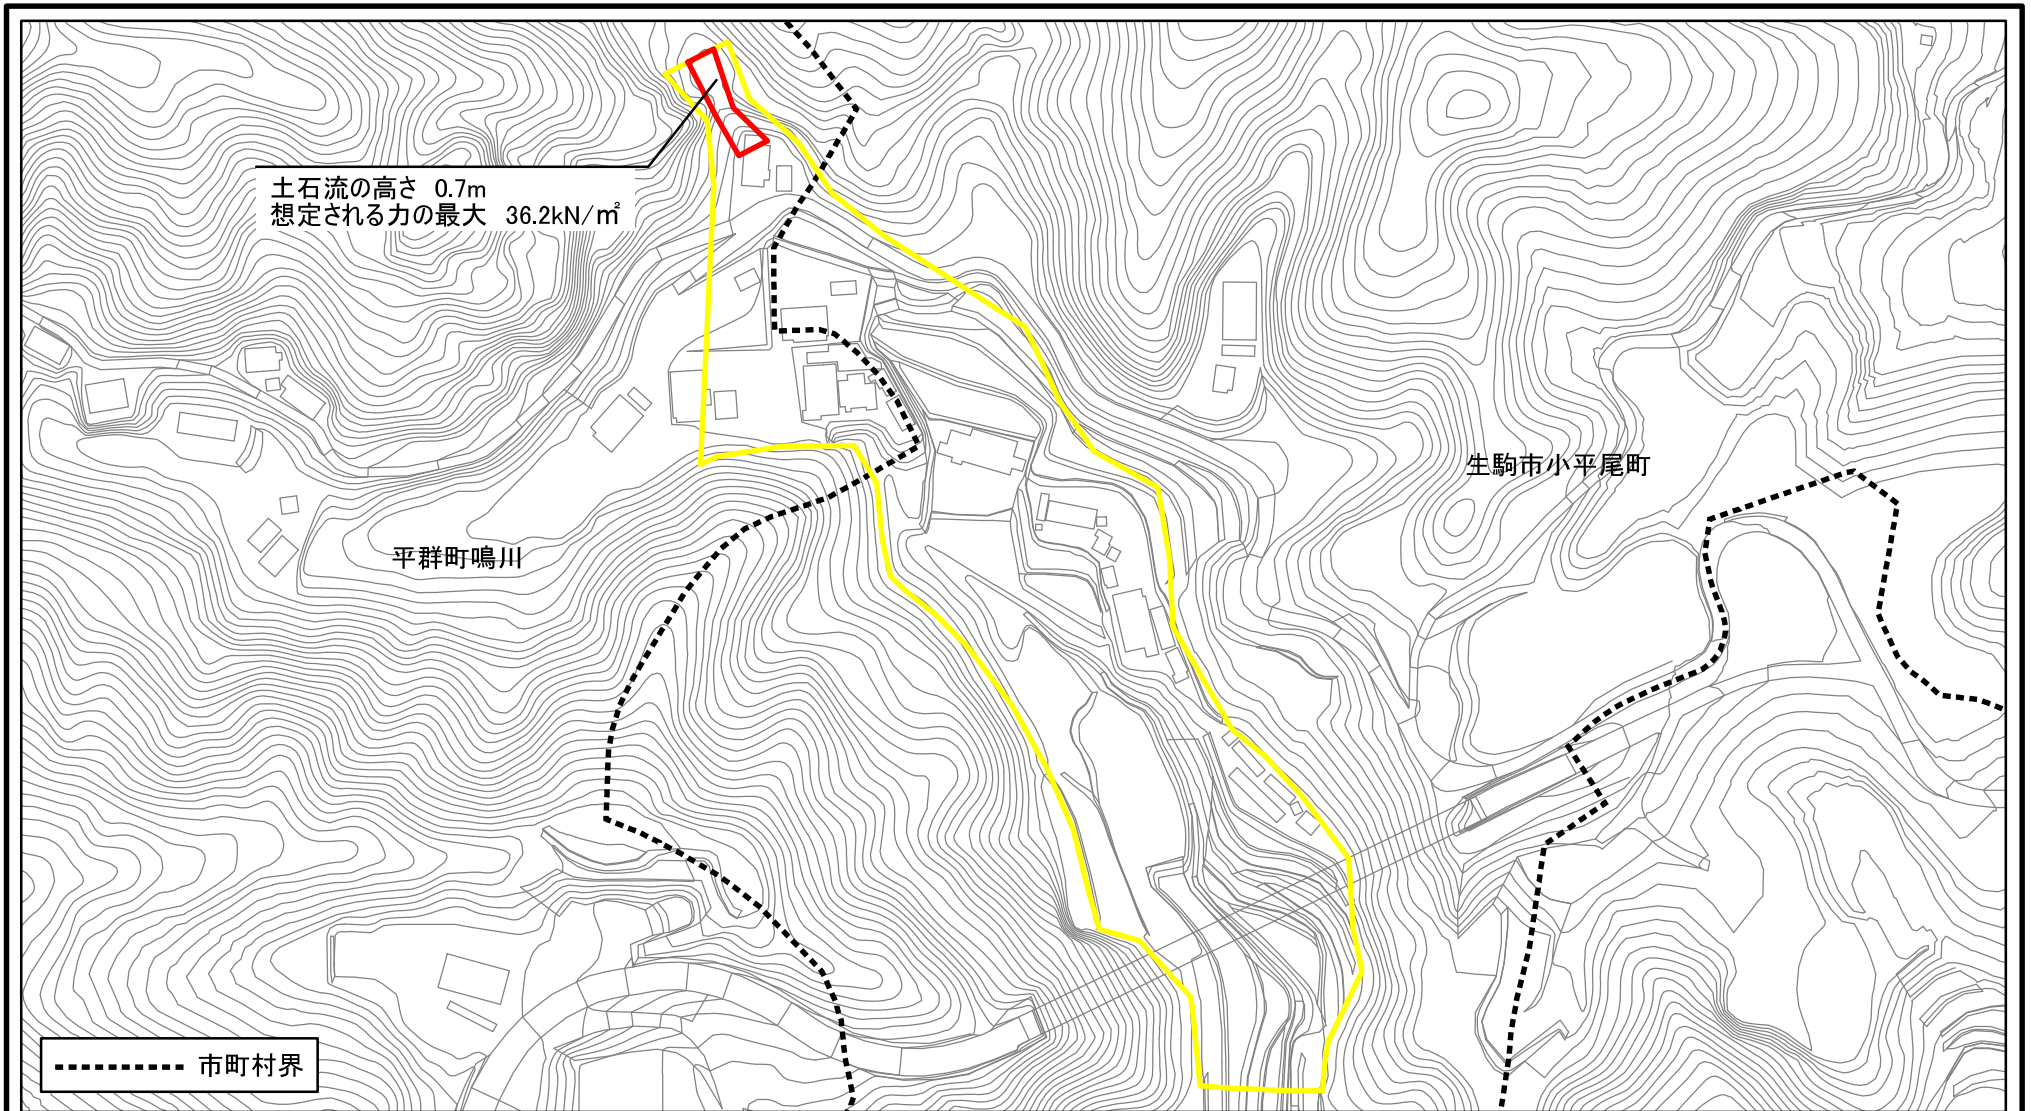 土石流の高さ 0.7m
想定される力の最大 36.2kN/㎡
生駒市小平尾町
平群町鳴川
市町村界